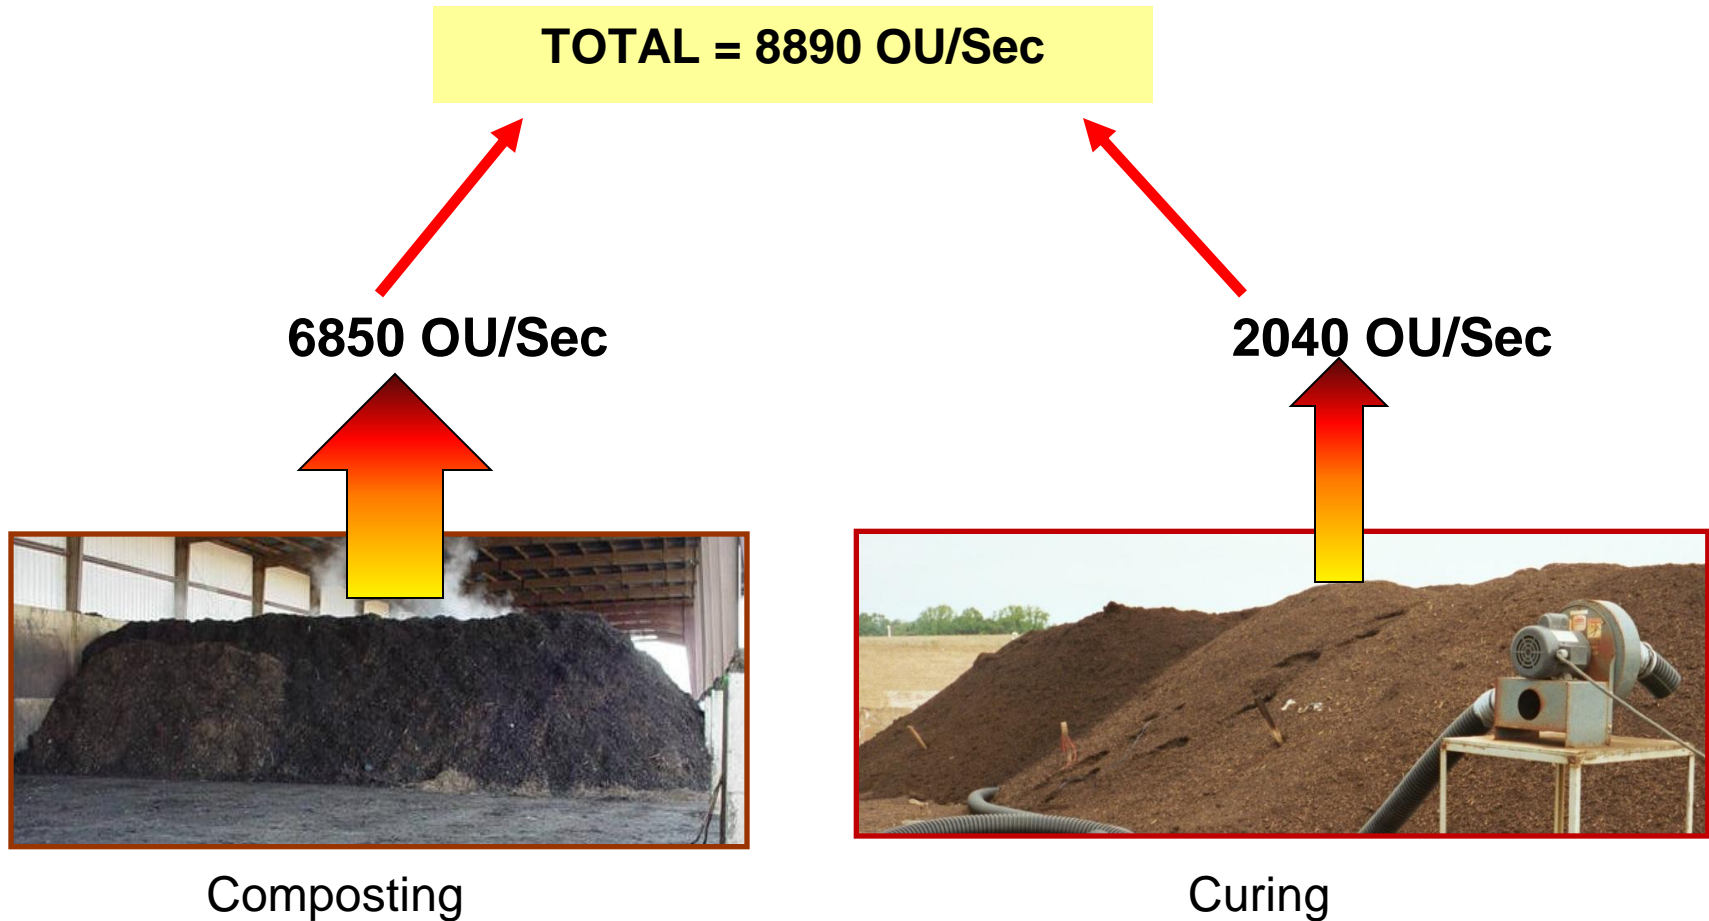 TOTAL = 8890 OU/Sec
6850 OU/Sec
2040 OU/Sec
Composting
Curing